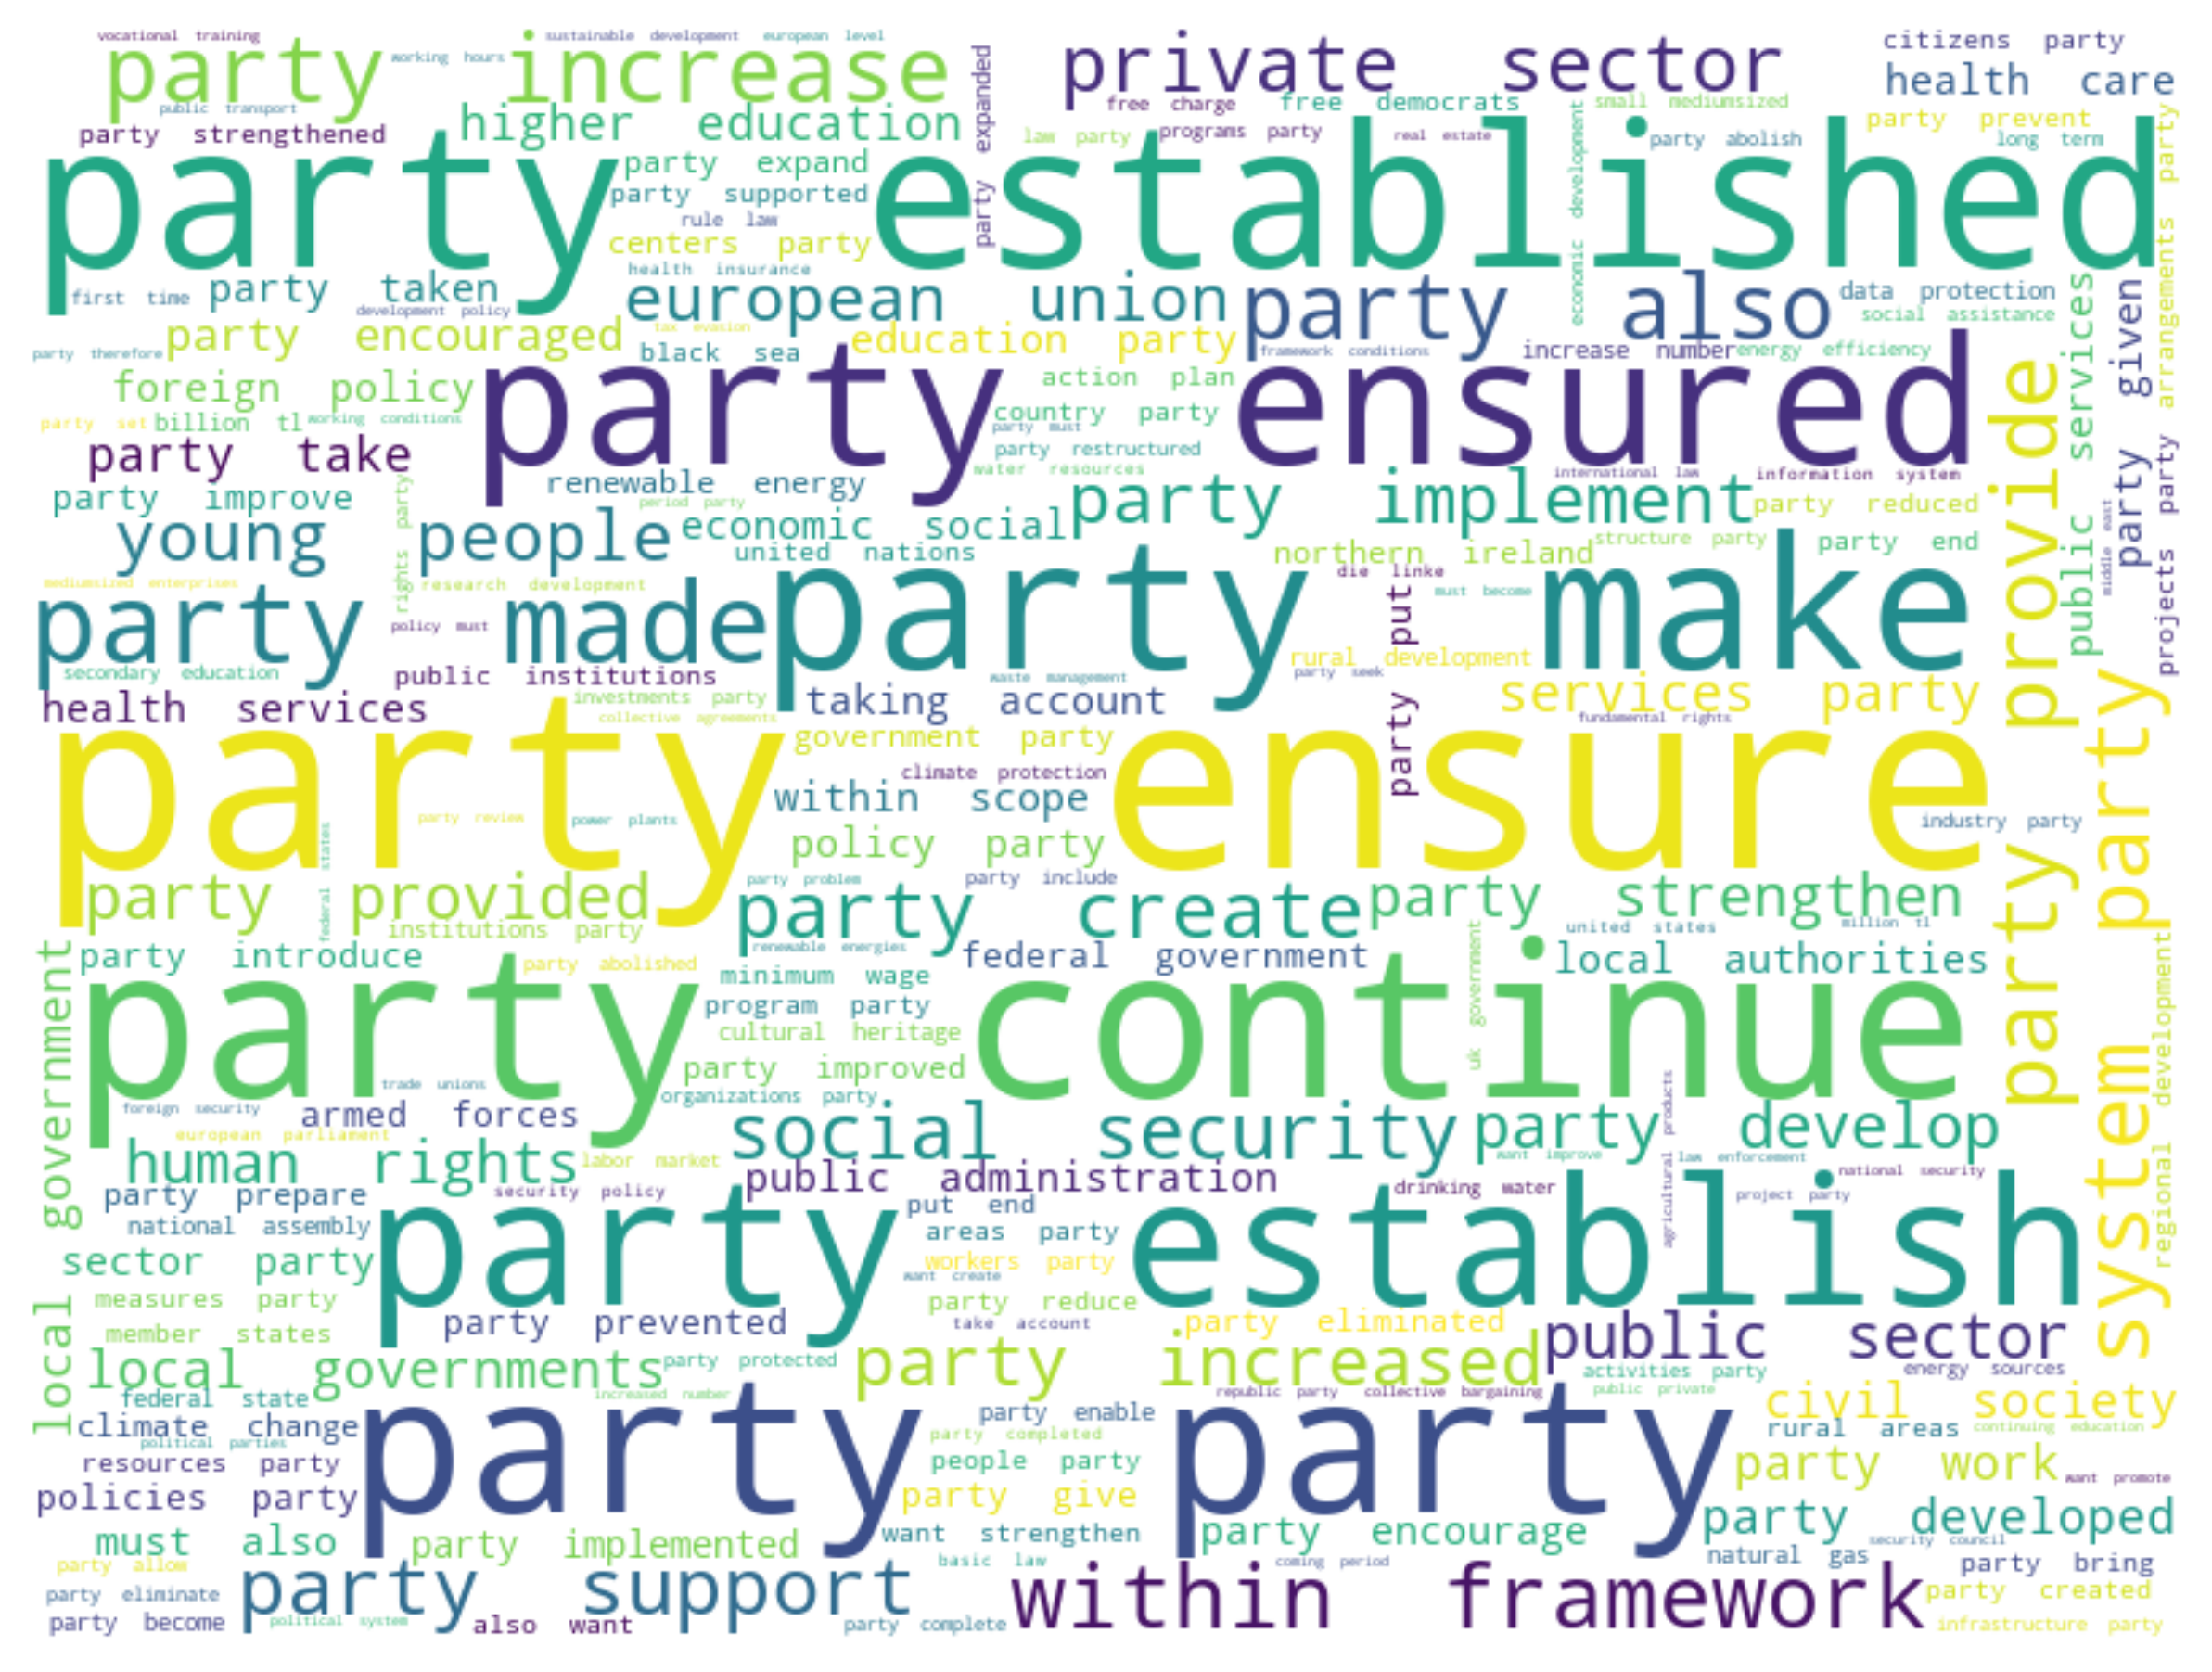 vocational training
sustainable development
european level
party increase
working hours
private sector
citizens party
health care
public transport
party strengthened
higher education
party expanded
free charge
free democrats
small mediumsized
law party
programs party
real estate
party abolish
party prevent
long term
party established
party expand
party supported
rule law
centers party
economic development
arrangements party
health insurance
first time
party taken
development policy
european union
party also
data protection
social assistance
public services
party given
party encouraged
tax evasion
party therefore
black sea
education party
framework conditions
increase number
energy efficiency
foreign policy
party ensured
action plan
party set
billion tl
working conditions
country party
party must
party restructured
party provide
party take
water resources
renewable energy
international law
information system
party improve
rights party
period party
party implement
party reduced
middle east
projects party
young people
economic social
united nations
northern ireland
structure party
party end
mediumsized enterprises
research development
die linke
must become
party made
party make
policy must
party put
rural development
party seek
secondary education
public institutions
waste management
health services
investments party
taking account
services party
collective agreements
fundamental rights
party ensure
government party
climate protection
within scope
party review
power plants
industry party
federal states
policy party
system party
party provided
party problem
party include
party create
party strengthen
institutions party
renewable energies
united states
million tl
local government
party introduce
party abolished
minimum wage
federal government
uk government
local authorities
regional development
party continue
program party
cultural heritage
party improved
trade unions
organizations party
foreign security
armed forces
european parliament
social security
party develop
agricultural products
human rights
labor market
want improve
law enforcement
national security
public administration
party prepare
security policy
drinking water
project party
national assembly
party establish
put end
areas party
sector party
workers party
want create
measures party
party reduce
member states
party prevented
take account
party eliminated
public sector
local governments
party protected
party increased
activities party
energy sources
federal state
increased number
republic party
collective bargaining
public private
civil society
climate change
party party
party enable
rural areas
continuing education
political parties
party completed
resources party
people party
party work
want promote
policies party
party give
party developed
must also
party implemented
want strengthen
party encourage
security council
party allow
basic law
coming period
natural gas
party bring
party eliminate
party support
within framework
party created
party become
political system
also want
party complete
infrastructure party